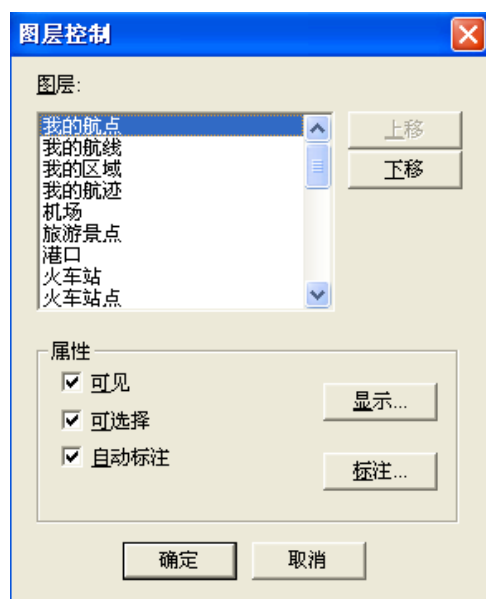 图层控制
图层:
我的航点
我的航线
我的区域
我的航迹
机场
旅游景点
港口
火车站
火车站点
上移
下移
属性
可见
可选择
自动标注
显示...
标注...
确定
取消